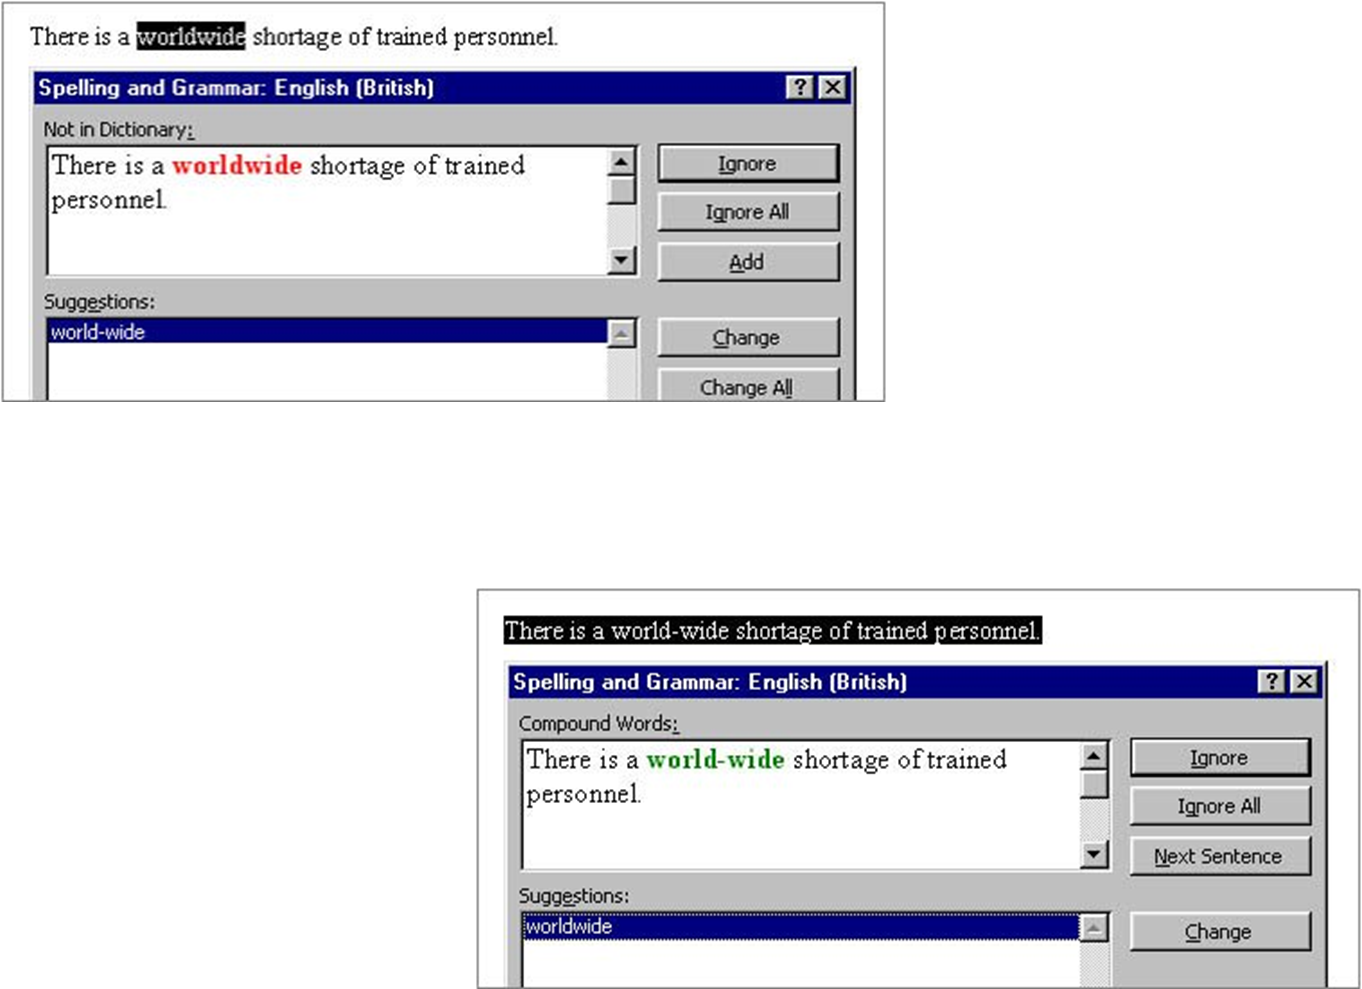 There is a worldwide shortage of trained personnel.
Spelling and Grammar: English (British)
Not in Dictionary:
There is a worldwide shortage of trained
personnel.
Ignore
Ignore All
Add
Suggestions:
world-wide
Change
Change All
There is a world-wide shortage of trained personnel.
Spelling and Grammar: English (British)
Compound Words:
There is a world-wide shortage of trained
personnel.
Ignore
Ignore All
Next Sentence
Suggestions:
worldwide
Change